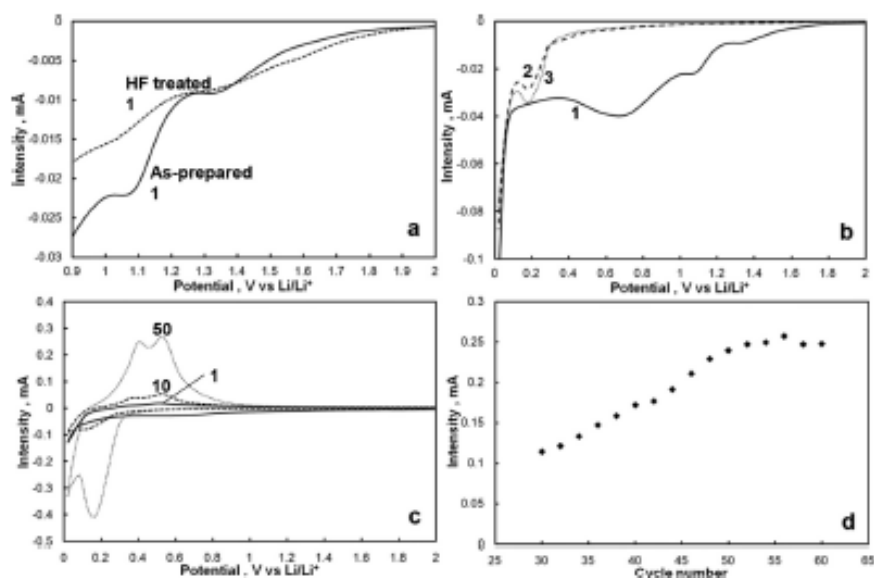 0
-0.005
-0.01
-0.015
-0.02
-0.025
-0.03
Intensity , mA
HF treated
1
As-prepared
1
a
0.9 1 1.1 1.2 1.3 1.4 1.5 1.6 1.7 1.8 1.9 2
Potential , V vs Li/Li⁺
0
-0.02
-0.04
-0.06
-0.08
-0.1
Intensity , mA
2
3
1
b
0 0.2 0.4 0.6 0.8 1 1.2 1.4 1.6 1.8 2
Potential , V vs Li/Li⁺
0.4
0.3
0.2
0.1
0
-0.1
-0.2
-0.3
-0.4
-0.5
Intensity , mA
50
10
1
c
0 0.2 0.4 0.6 0.8 1 1.2 1.4 1.6 1.8 2
Potential , V vs Li/Li⁺
0.3
0.25
0.2
0.15
0.1
0.05
0
Intensity , mA
d
25 30 35 40 45 50 55 60 65
Cycle number